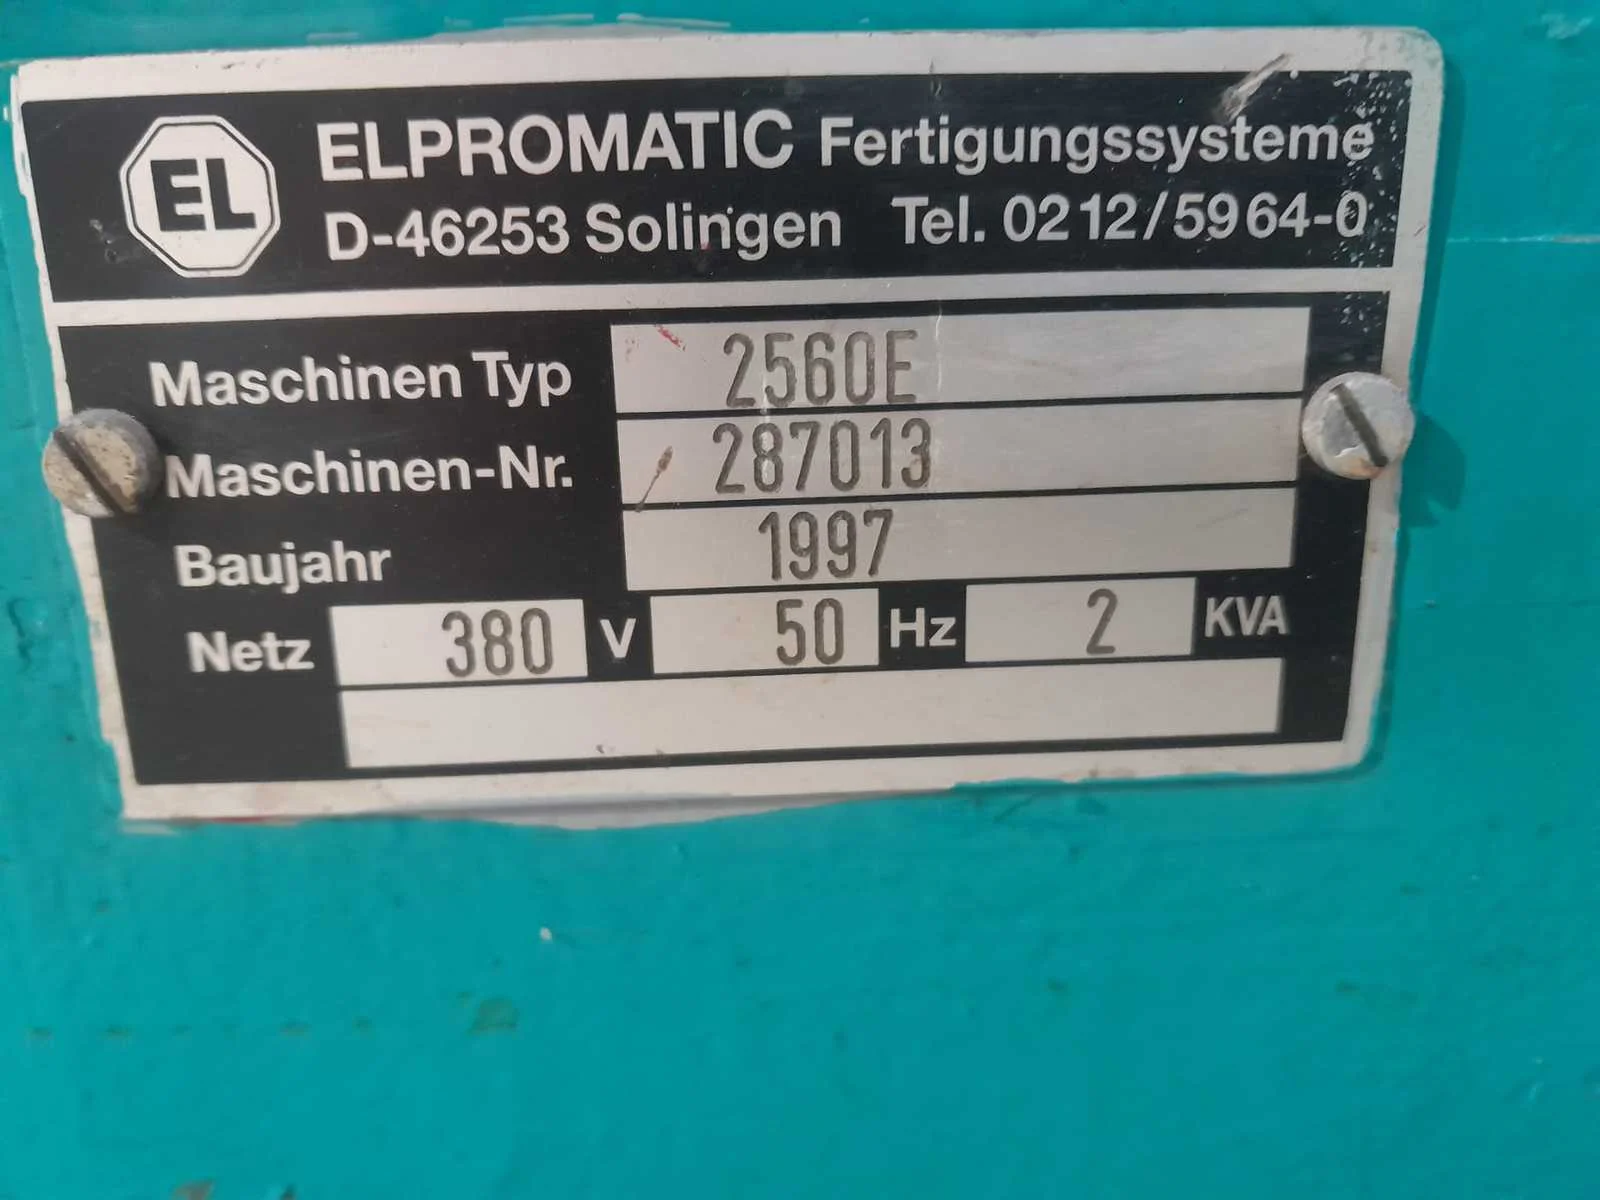 EL
ELPROMATIC Fertigungssysteme
D-46253 Solingen Tel. 0212/5964-0
Maschinen Typ 2560E
Maschinen-Nr. 287013
Baujahr 1997
Netz 380 V 50 Hz 2 KVA